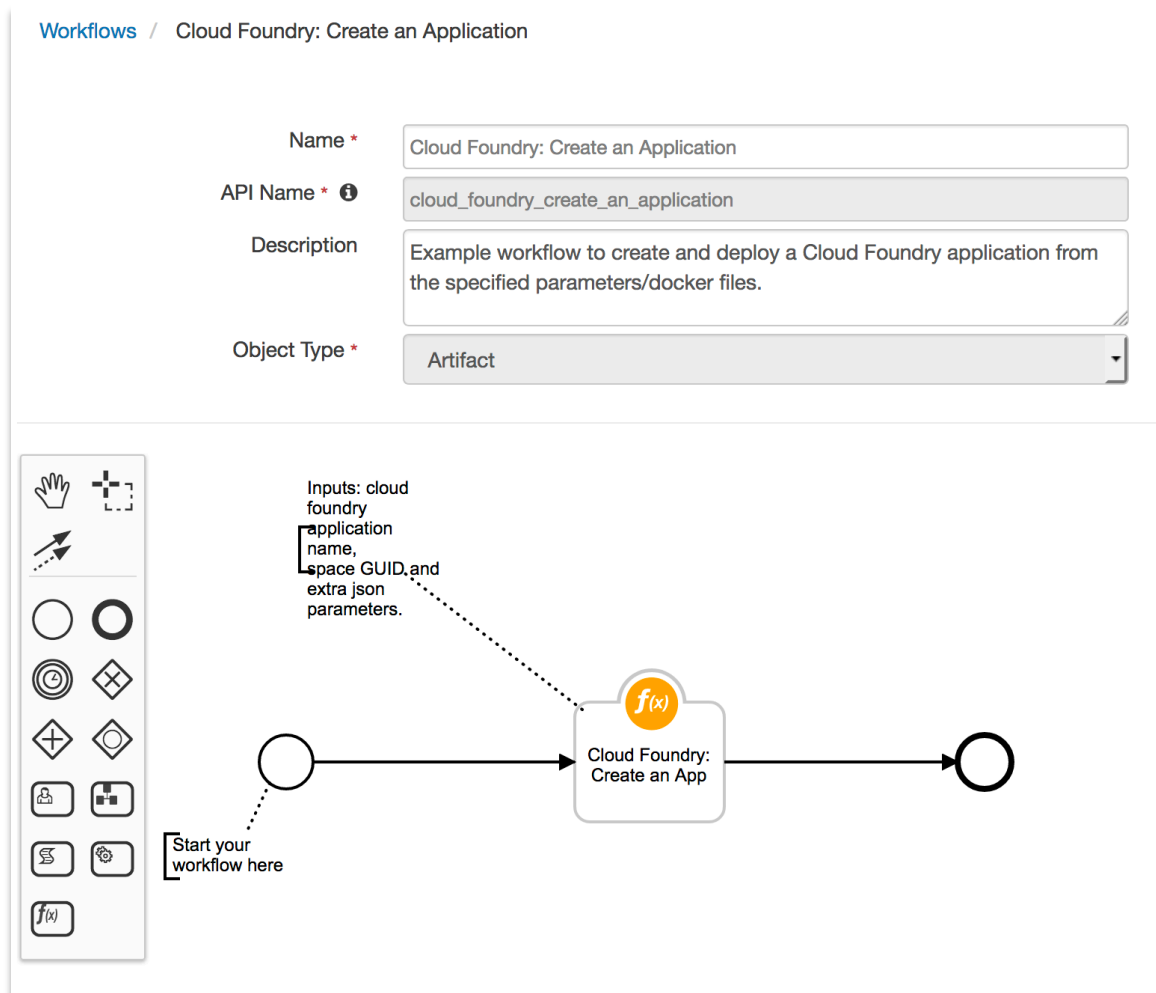 Workflows / Cloud Foundry: Create an Application
Name *
Cloud Foundry: Create an Application
API Name *
cloud_foundry_create_an_application
Description
Example workflow to create and deploy a Cloud Foundry application from
the specified parameters/docker files.
Object Type *
Artifact
Inputs: cloud
foundry
application
name,
space GUID and
extra json
parameters.
f(x)
Cloud Foundry:
Create an App
Start your
workflow here
f(x)